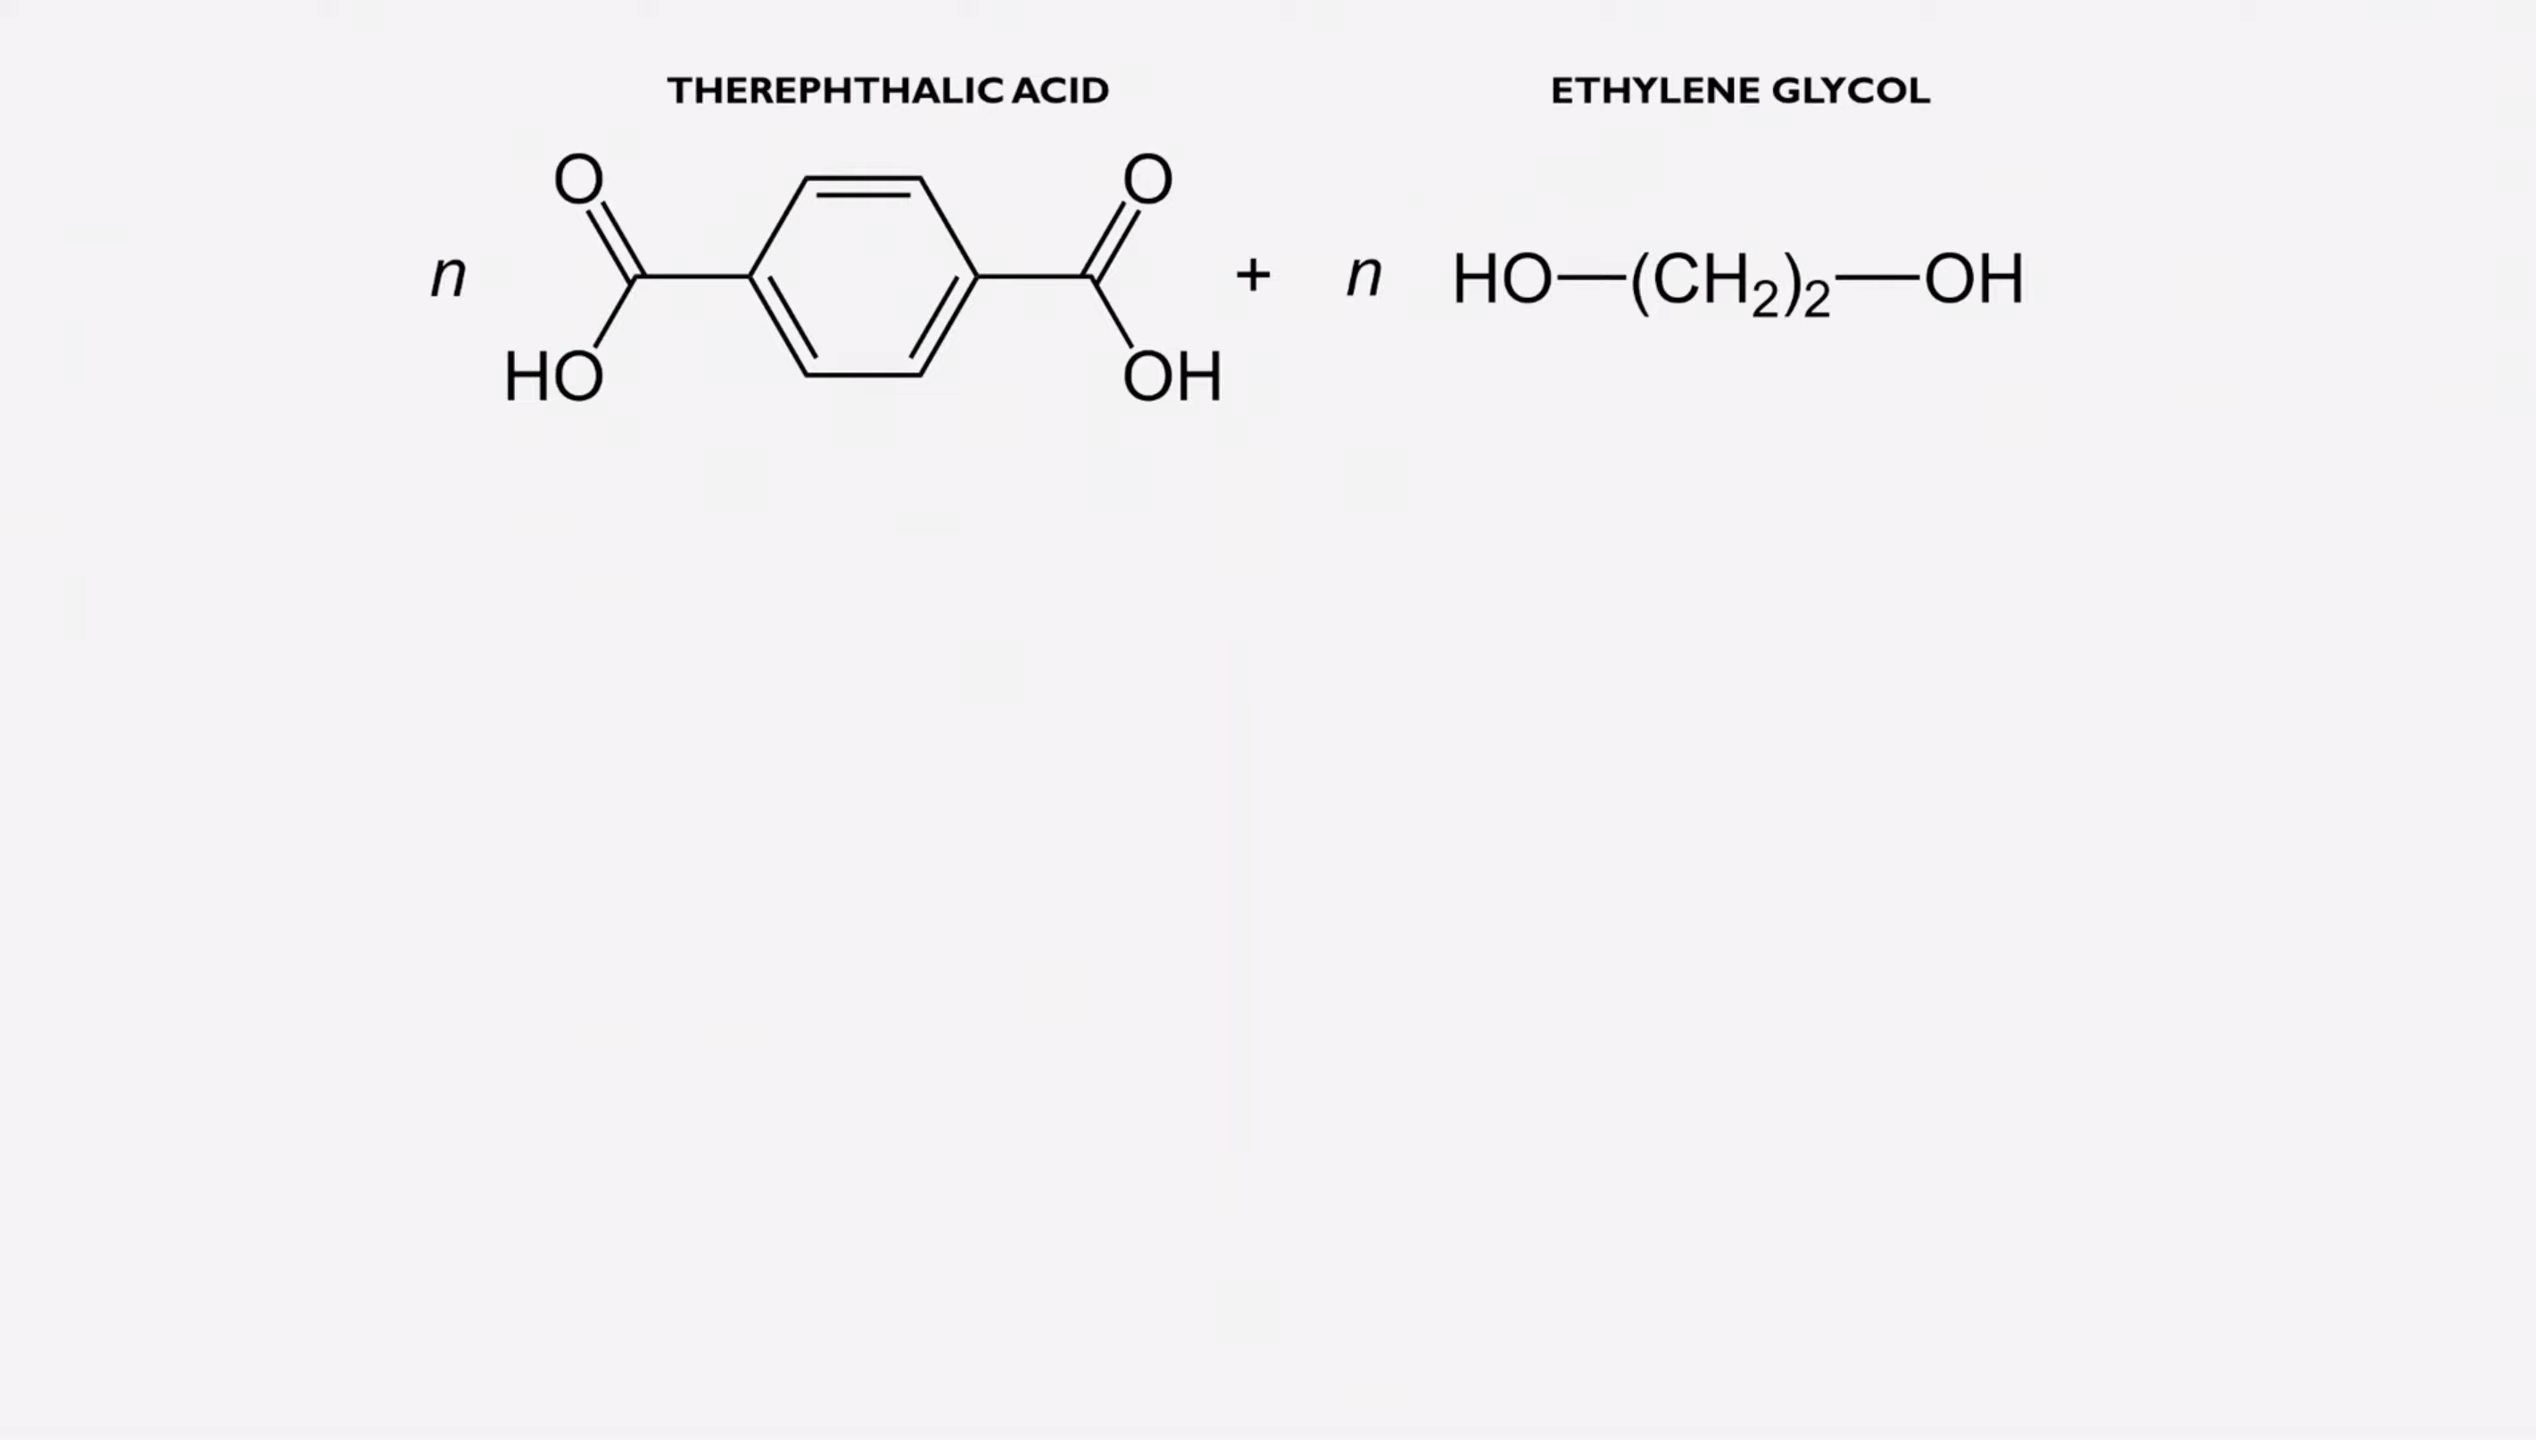 THEREPHTHALIC ACID ETHYLENE GLYCOL
O O
n + n HO—(CH₂)₂—OH
HO OH